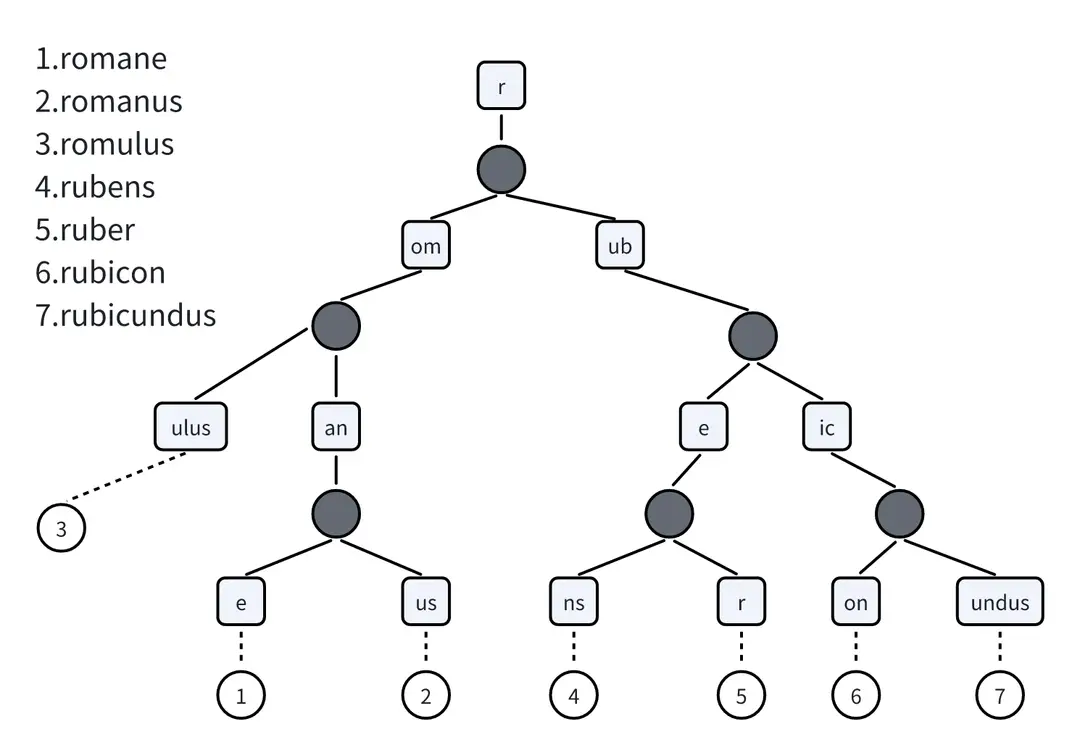 1.romane
2.romanus
3.romulus
4.rubens
5.ruber
6.rubicon
7.rubicundus
r
om
ub
ulus
an
e
ic
3
e
us
ns
r
on
undus
1
2
4
5
6
7